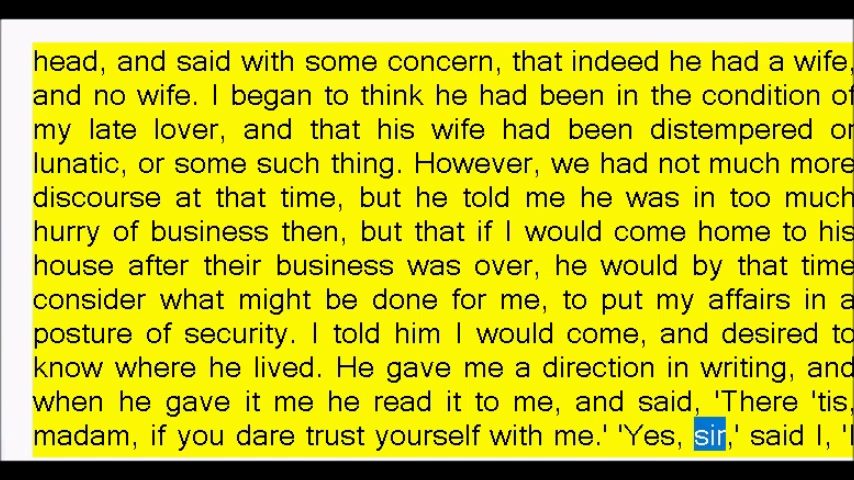 head, and said with some concern, that indeed he had a wife,
and no wife. I began to think he had been in the condition of
my late lover, and that his wife had been distempered or
lunatic, or some such thing. However, we had not much more
discourse at that time, but he told me he was in too much
hurry of business then, but that if I would come home to his
house after their business was over, he would by that time
consider what might be done for me, to put my affairs in a
posture of security. I told him I would come, and desired to
know where he lived. He gave me a direction in writing, and
when he gave it me he read it to me, and said, 'There 'tis,
madam, if you dare trust yourself with me.' 'Yes, sir,' said I, 'I